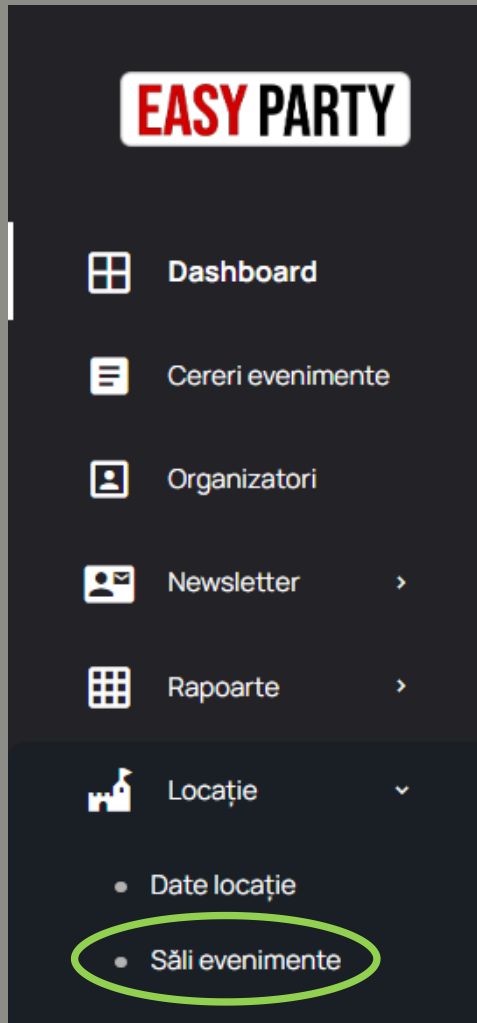 EASY PARTY
Dashboard
Cereri evenimente
Organizatori
Newsletter
Rapoarte
Locație
Date locație
Săli evenimente